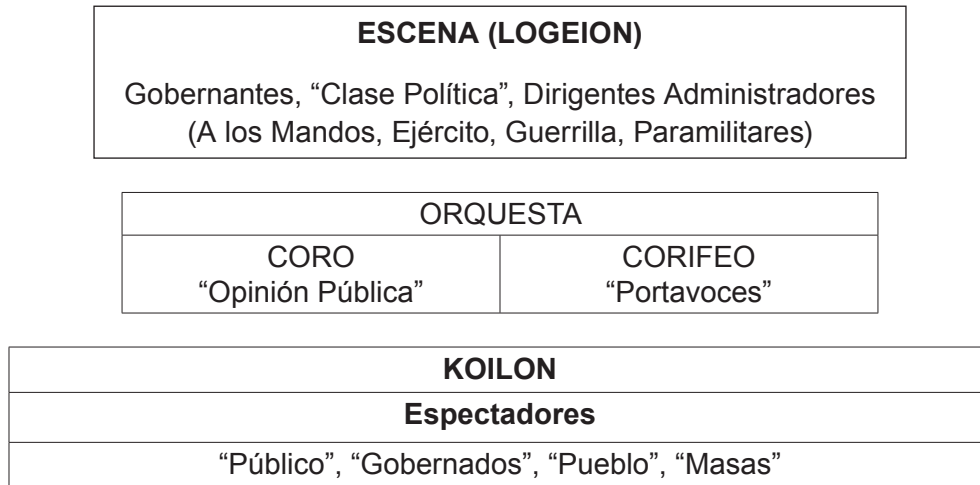 ESCENA (LOGEION)
Gobernantes, “Clase Política”, Dirigentes Administradores
(A los Mandos, Ejército, Guerrilla, Paramilitares)
ORQUESTA
CORO
“Opinión Pública”
CORIFEO
“Portavoces”
KOILON
Espectadores
“Público”, “Gobernados”, “Pueblo”, “Masas”